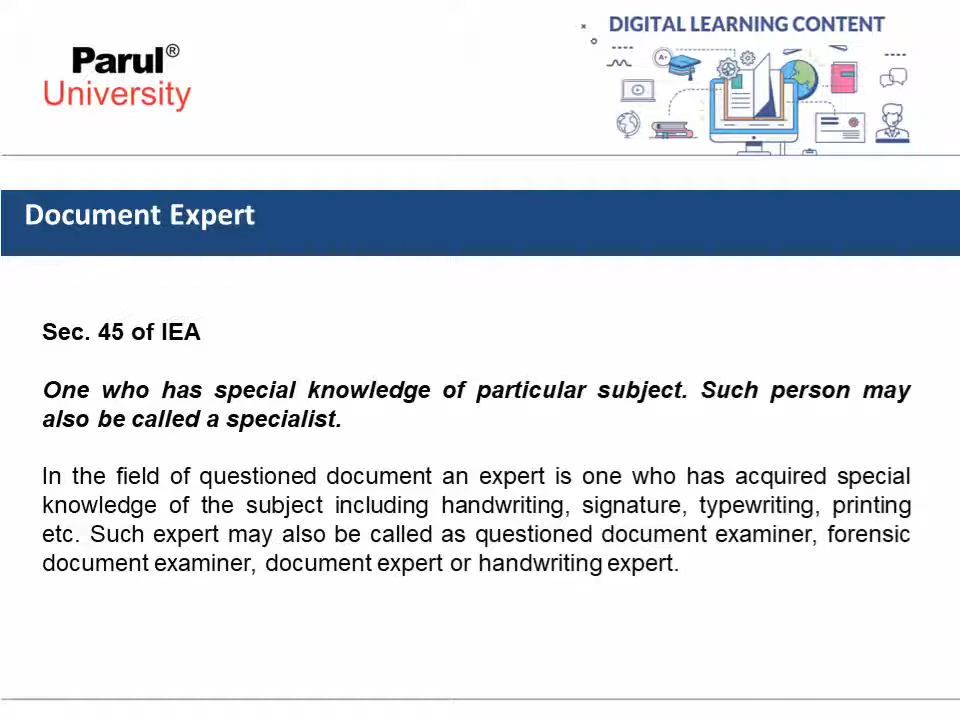 Parul®
University
DIGITAL LEARNING CONTENT
A+
Document Expert
Sec. 45 of IEA
One who has special knowledge of particular subject. Such person may
also be called a specialist.
In the field of questioned document an expert is one who has acquired special
knowledge of the subject including handwriting, signature, typewriting, printing
etc. Such expert may also be called as questioned document examiner, forensic
document examiner, document expert or handwriting expert.